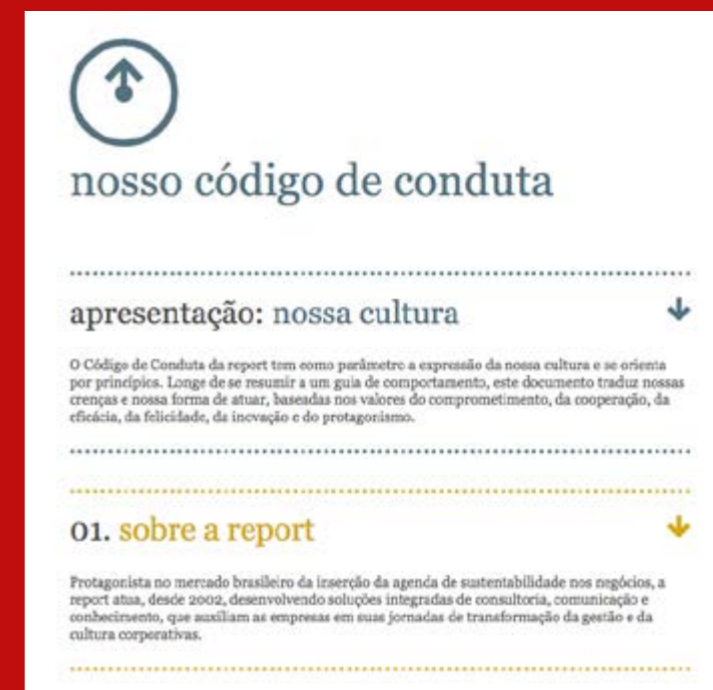 nosso código de conduta
apresentação: nossa cultura
O Código de Conduta da report tem como parâmetro a expressão da nossa cultura e se orienta
por princípios. Longe de se resumir a um guia de comportamento, este documento traduz nossas
crenças e nossa forma de atuar, baseadas nos valores do comprometimento, da cooperação, da
eficácia, da felicidade, da inovação e do protagonismo.
01. sobre a report
Protagonista no mercado brasileiro da inserção da agenda de sustentabilidade nos negócios, a
report atua, desde 2002, desenvolvendo soluções integradas de consultoria, comunicação e
conhecimento, que auxiliam as empresas em suas jornadas de transformação da gestão e da
cultura corporativas.